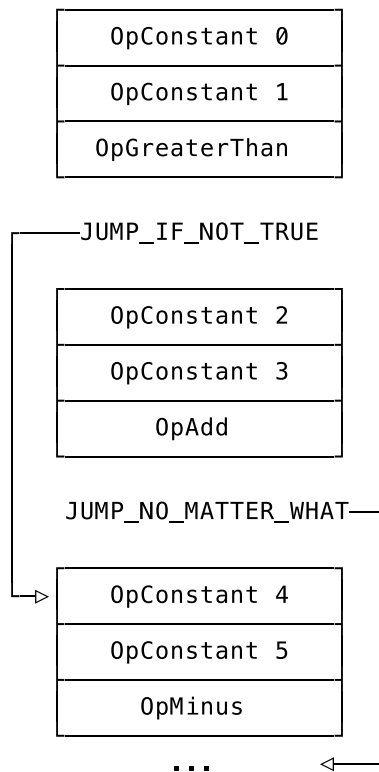 OpConstant 0
OpConstant 1
OpGreaterThan
JUMP_IF_NOT_TRUE
OpConstant 2
OpConstant 3
OpAdd
JUMP_NO_MATTER_WHAT
OpConstant 4
OpConstant 5
OpMinus
...